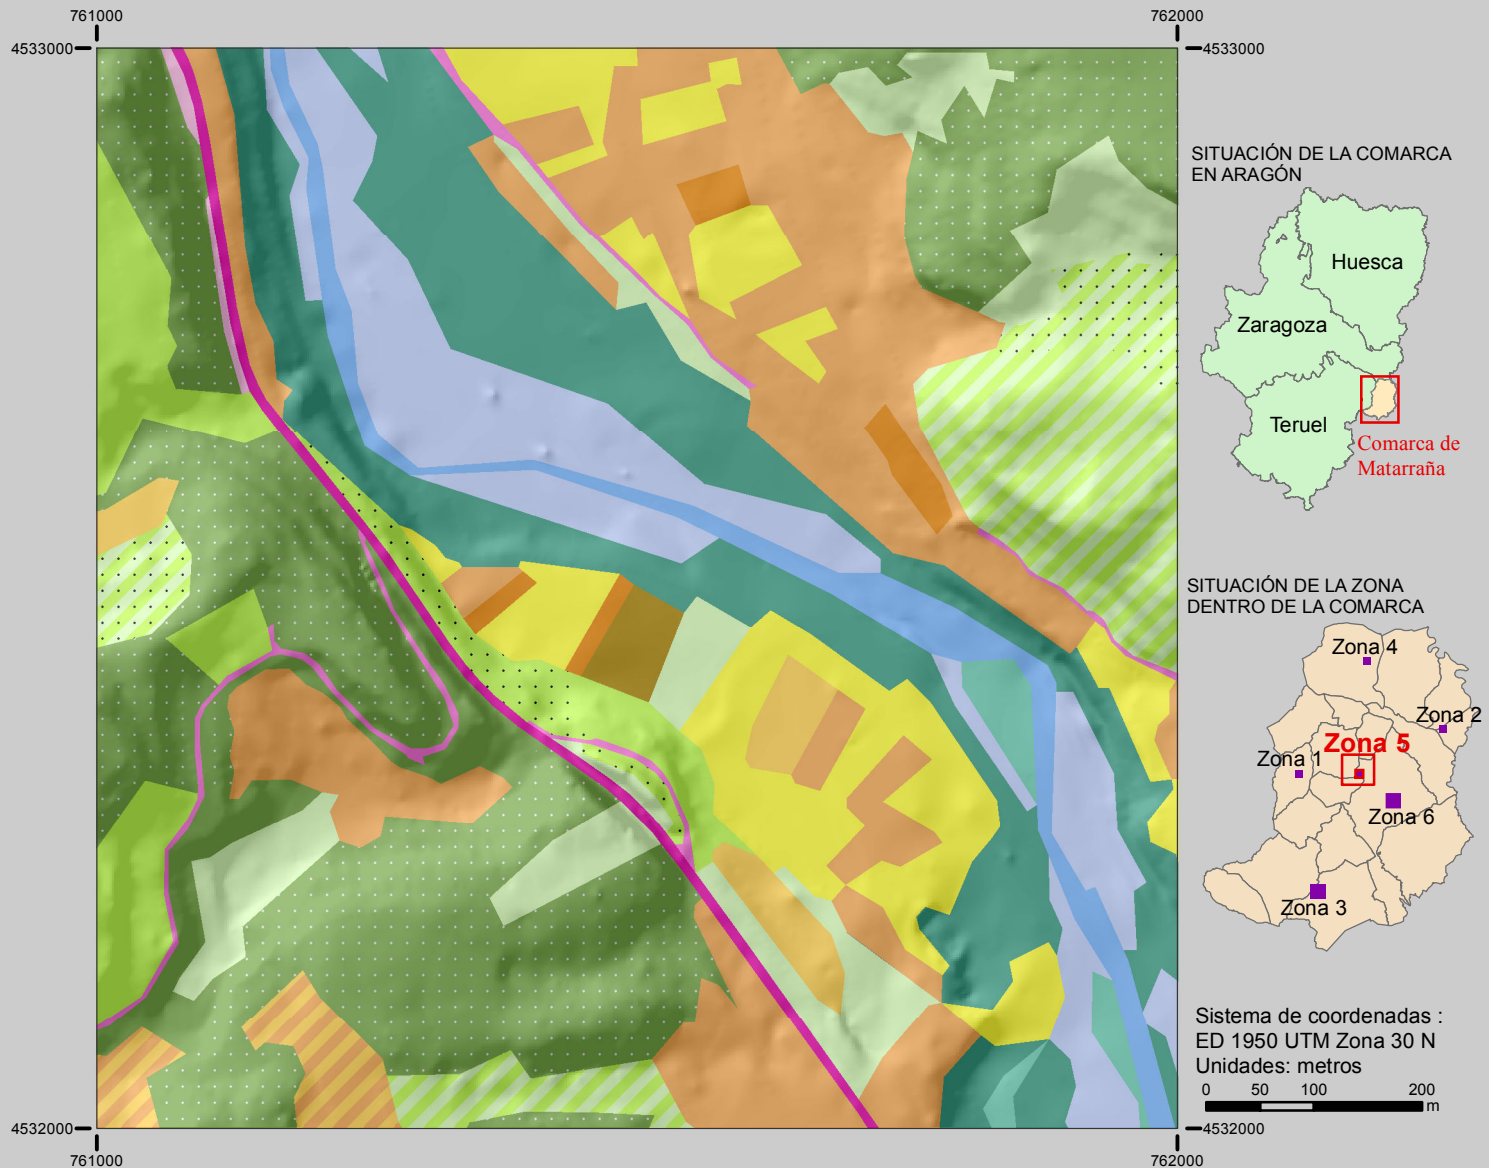 761000
762000
4533000
4533000
SITUACIÓN DE LA COMARCA
EN ARAGÓN
Huesca
Zaragoza
Teruel
Comarca de
Matarraña
SITUACIÓN DE LA ZONA
DENTRO DE LA COMARCA
Zona 4
Zona 2
Zona 5
Zona 1
Zona 6
Zona 3
Sistema de coordenadas :
ED 1950 UTM Zona 30 N
Unidades: metros
0 50 100 200
m
4532000
4532000
761000
762000